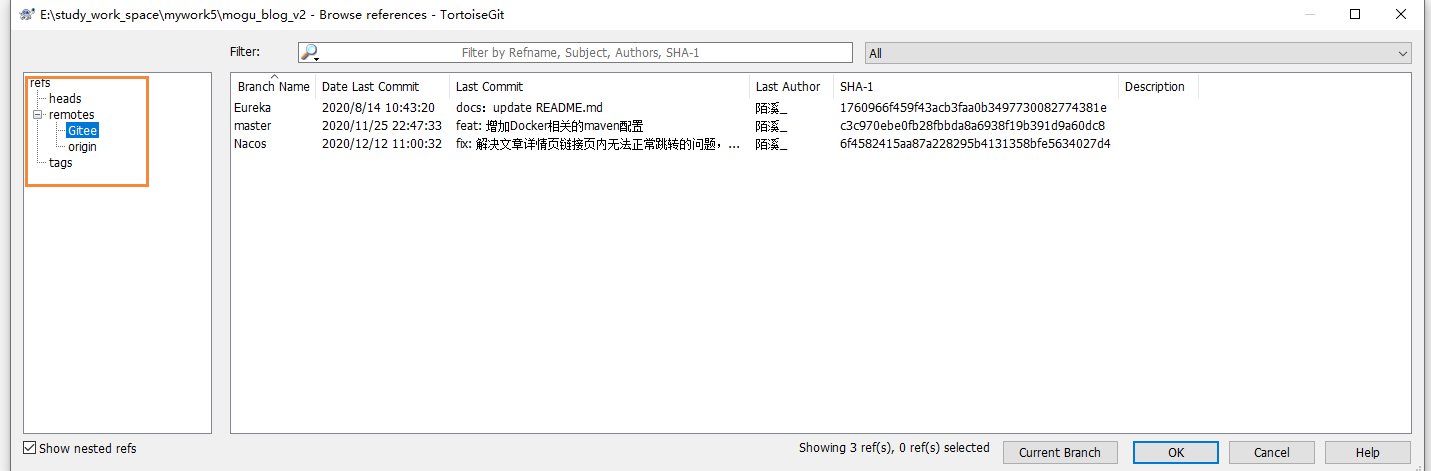 E:\study_work_space\mywork5\mogu_blog_v2 - Browse references - TortoiseGit
Filter: Filter by Refname, Subject, Authors, SHA-1 All
refs
heads
remotes
Gitee
origin
tags
Branch Name Date Last Commit Last Commit Last Author SHA-1 Description
Eureka 2020/8/14 10:43:20 docs: update README.md 陌溪_ 1760966f459f43acb3faa0b3497730082774381e
master 2020/11/25 22:47:33 feat: 增加Docker相关的maven配置 陌溪_ c3c970ebe0fb28fbbda8a6938f19b391d9a60dc8
Nacos 2020/12/12 11:00:32 fix: 解决文章详情页链接页内无法正常跳转的问题，... 陌溪_ 6f4582415aa87a228295b4131358bfe5634027d4
Show nested refs
Showing 3 ref(s), 0 ref(s) selected
Current Branch OK Cancel Help